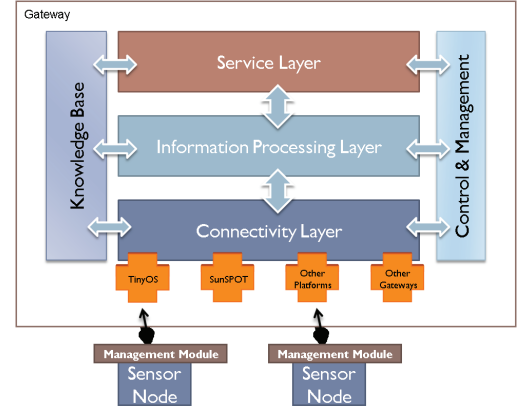 Gateway
Service Layer
Knowledge Base
Information Processing Layer
Control & Management
Connectivity Layer
TinyOS
SunSPOT
Other
Platforms
Other
Gateways
Management Module
Sensor
Node
Management Module
Sensor
Node